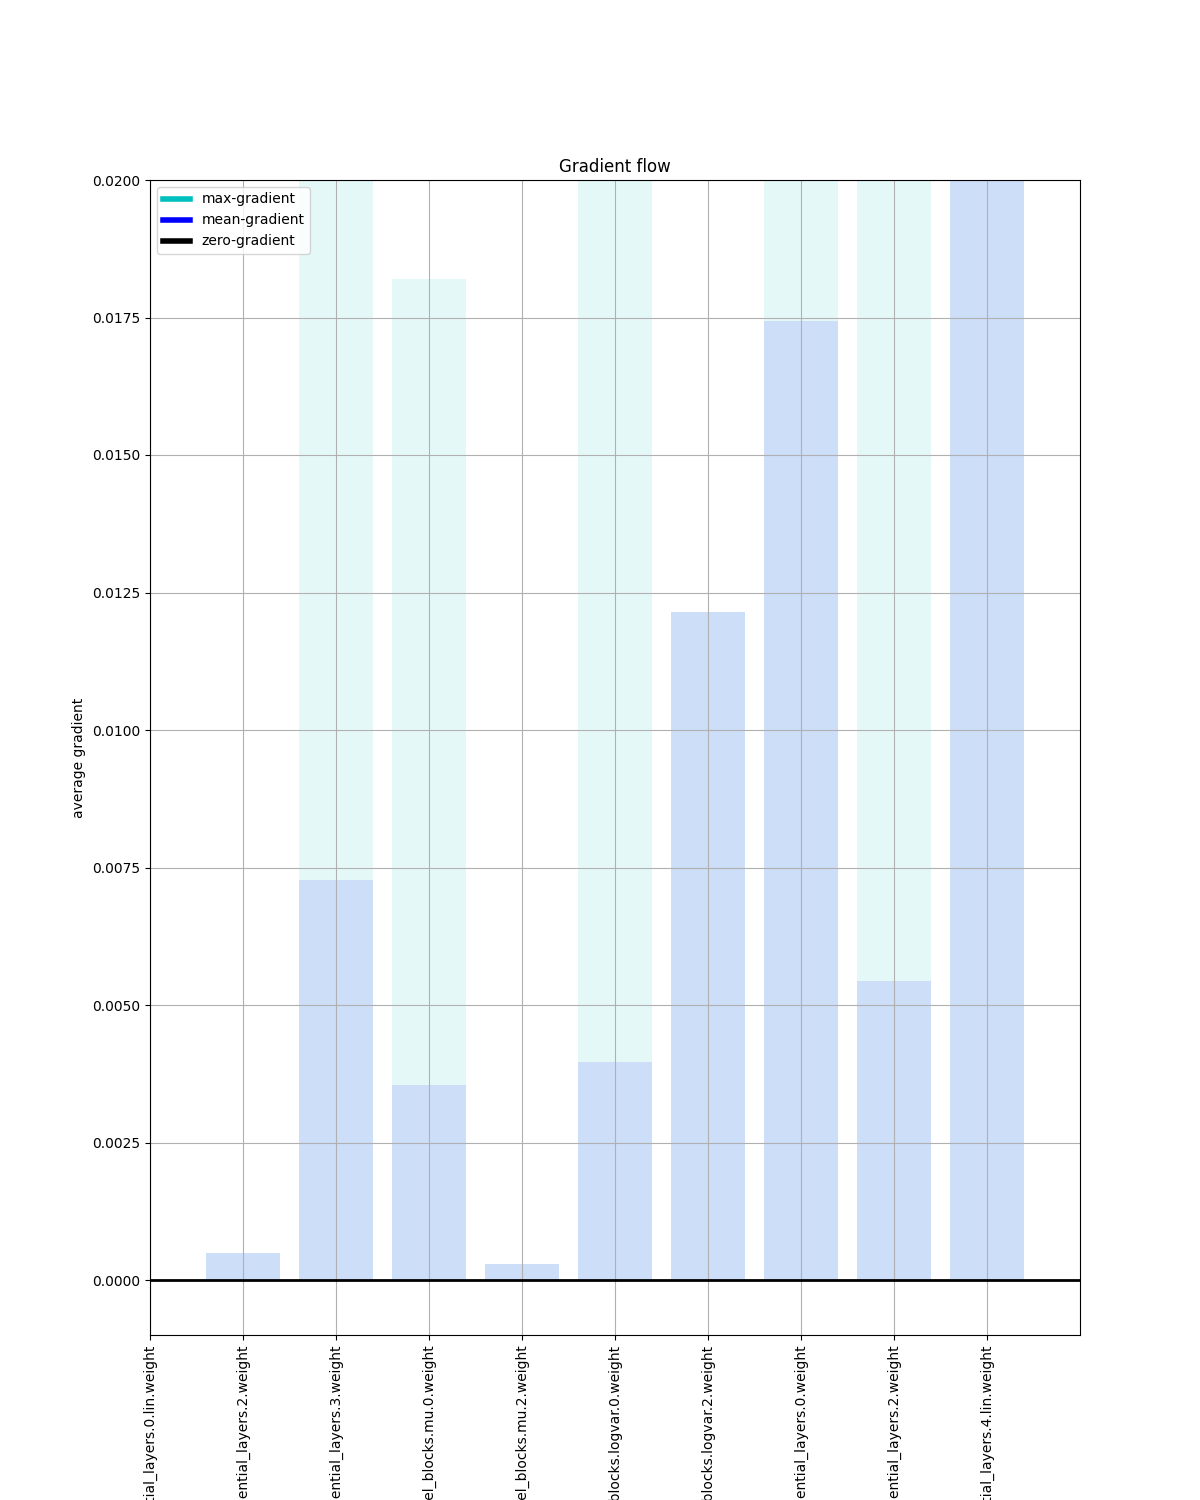 Gradient flow
max-gradient
mean-gradient
zero-gradient
0.0200
0.0175
0.0150
0.0125
0.0100
0.0075
0.0050
0.0025
0.0000
average gradient
tial_layers.0.lin.weight
ential_layers.2.weight
ential_layers.3.weight
el_blocks.mu.0.weight
el_blocks.mu.2.weight
blocks.logvar.0.weight
blocks.logvar.2.weight
ential_layers.0.weight
ential_layers.2.weight
tial_layers.4.lin.weight